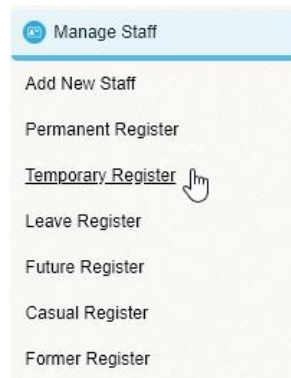 Manage Staff
Add New Staff
Permanent Register
Temporary Register
Leave Register
Future Register
Casual Register
Former Register